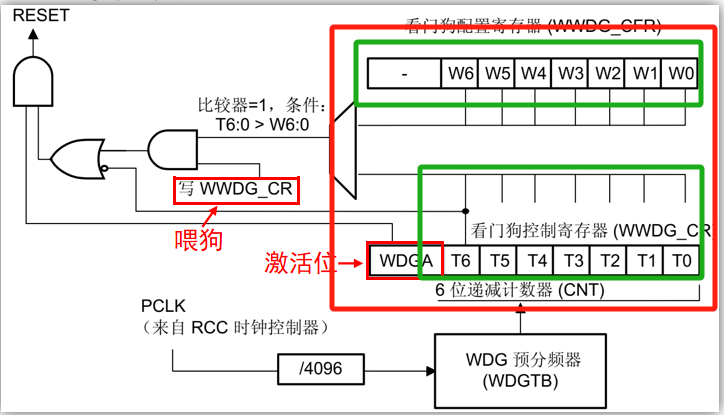 RESET
看门狗配置寄存器 (WWDG_CFR)
- W6 W5 W4 W3 W2 W1 W0
比较器=1，条件：
T6:0 > W6:0
写 WWDG_CR
喂狗
看门狗控制寄存器 (WWDG_CR
激活位
WDGA T6 T5 T4 T3 T2 T1 T0
6 位递减计数器 (CNT)
PCLK
（来自 RCC 时钟控制器）
/4096
WDG 预分频器
(WDGTB)